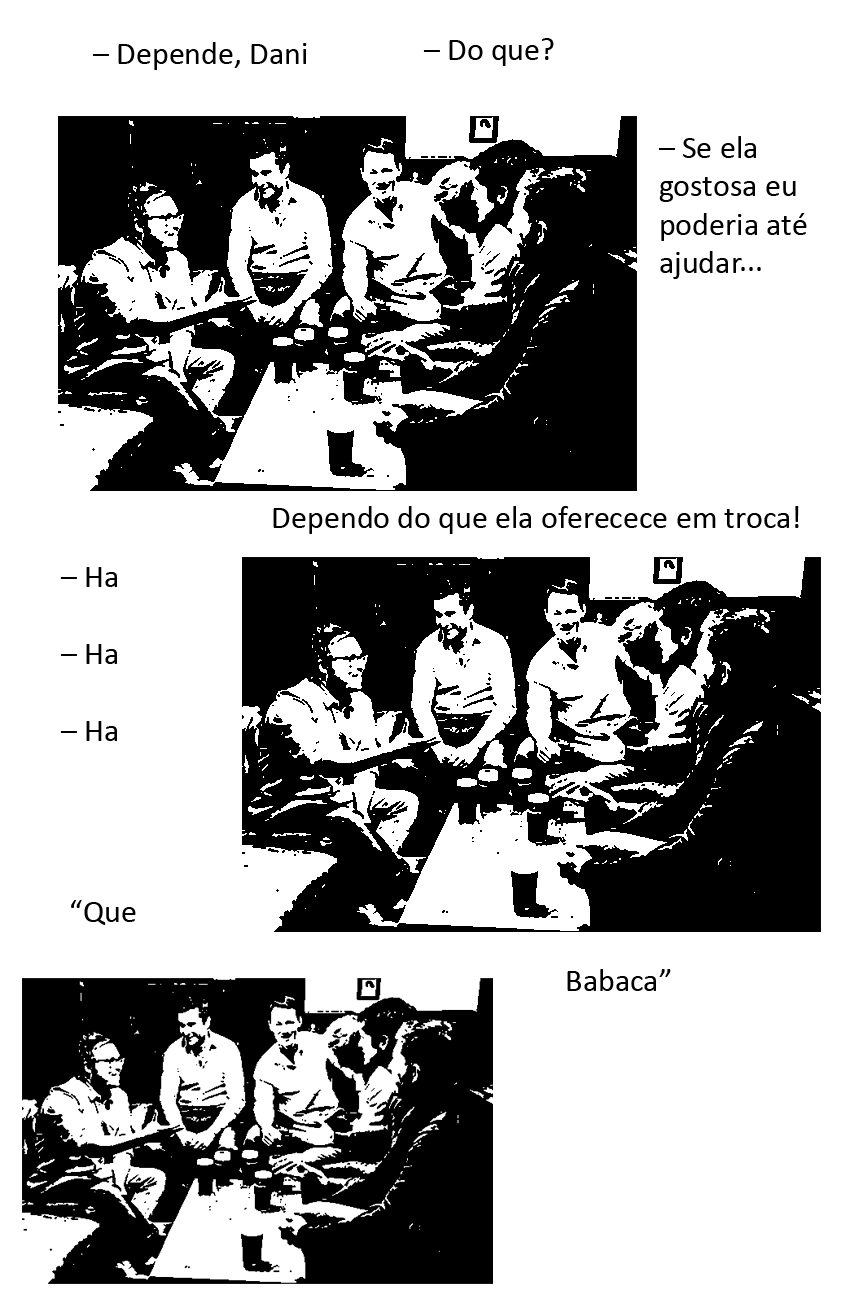 – Depende, Dani
– Do que?
– Se ela
gostosa eu
poderia até
ajudar...
Dependo do que ela oferecece em troca!
– Ha
– Ha
– Ha
“Que
Babaca”